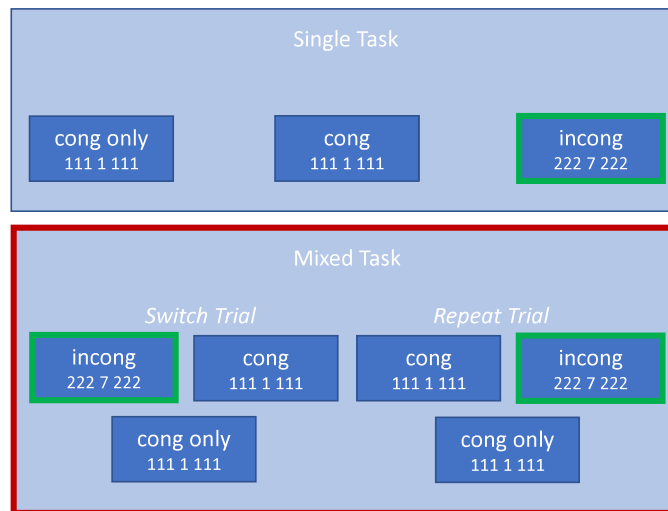 Single Task
cong only
111 1 111
cong
111 1 111
incong
222 7 222
Mixed Task
Switch Trial
Repeat Trial
incong
222 7 222
cong
111 1 111
cong
111 1 111
incong
222 7 222
cong only
111 1 111
cong only
111 1 111